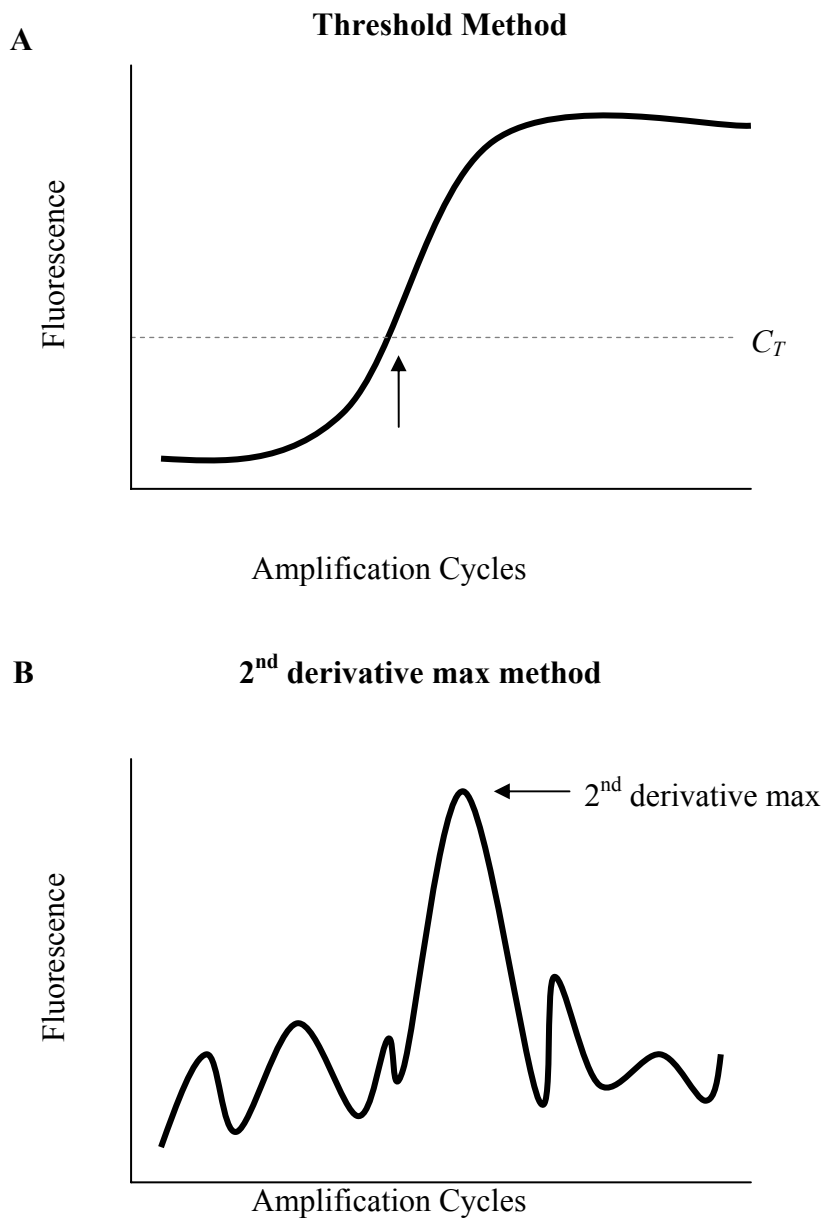 A
Threshold Method
Fluorescence
C_T
Amplification Cycles
B
2nd derivative max method
2nd derivative max
Fluorescence
Amplification Cycles